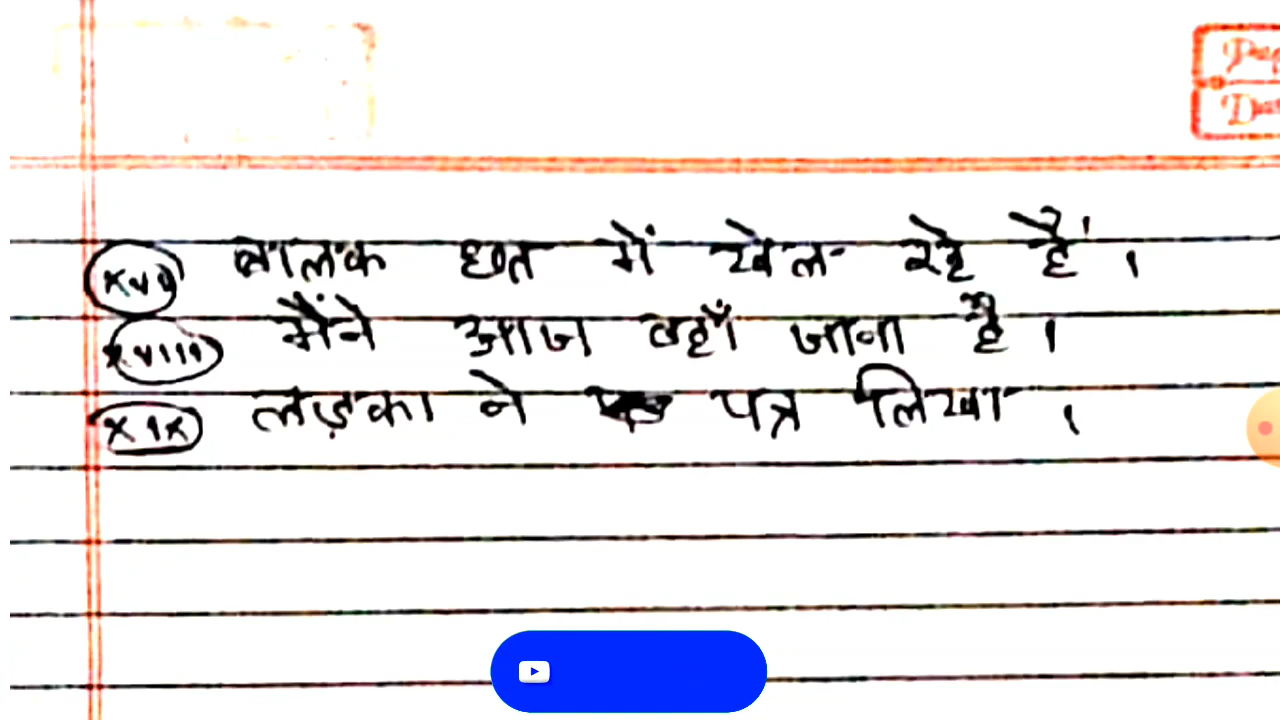 xvii बालक छत में खेल रहे हैं।
xviii मैंने आज वहाँ जाना है।
xix लड़का ने पत्र लिखा।